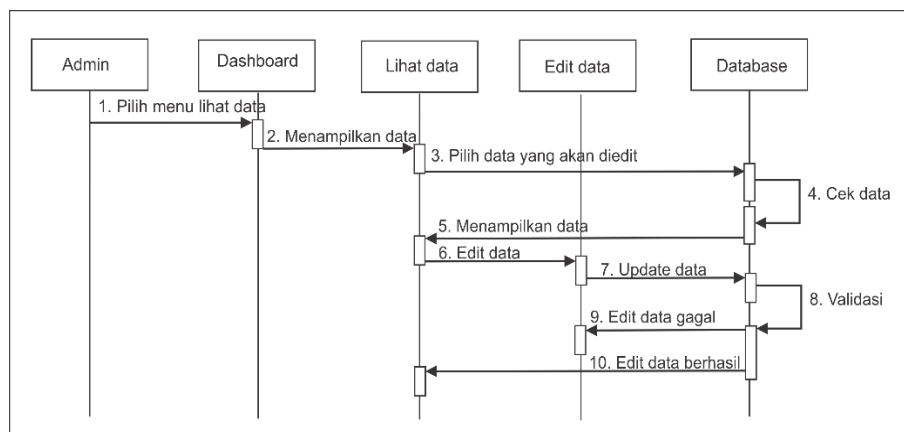 Admin
Dashboard
Lihat data
Edit data
Database
1. Pilih menu lihat data
2. Menampilkan data
3. Pilih data yang akan diedit
4. Cek data
5. Menampilkan data
6. Edit data
7. Update data
8. Validasi
9. Edit data gagal
10. Edit data berhasil